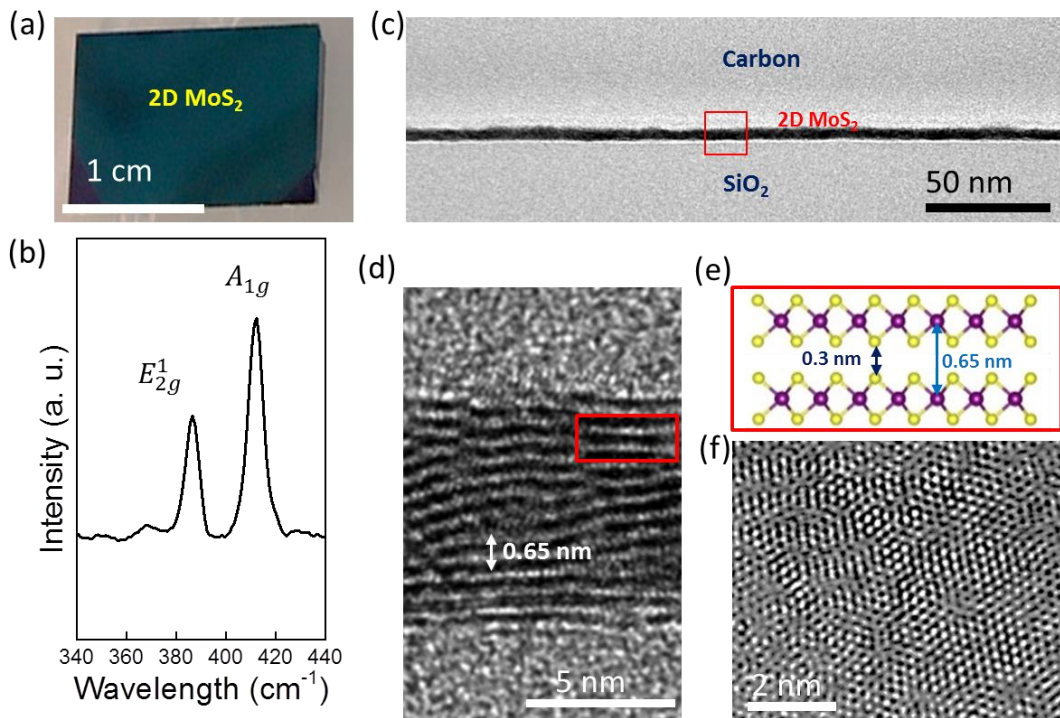 (a)
2D MoS₂
1 cm
(b)
Intensity (a. u.)
E¹₂g
A₁g
340 360 380 400 420 440
Wavelength (cm⁻¹)
(c)
Carbon
2D MoS₂
SiO₂
50 nm
(d)
0.65 nm
5 nm
(e)
0.3 nm
0.65 nm
(f)
2 nm